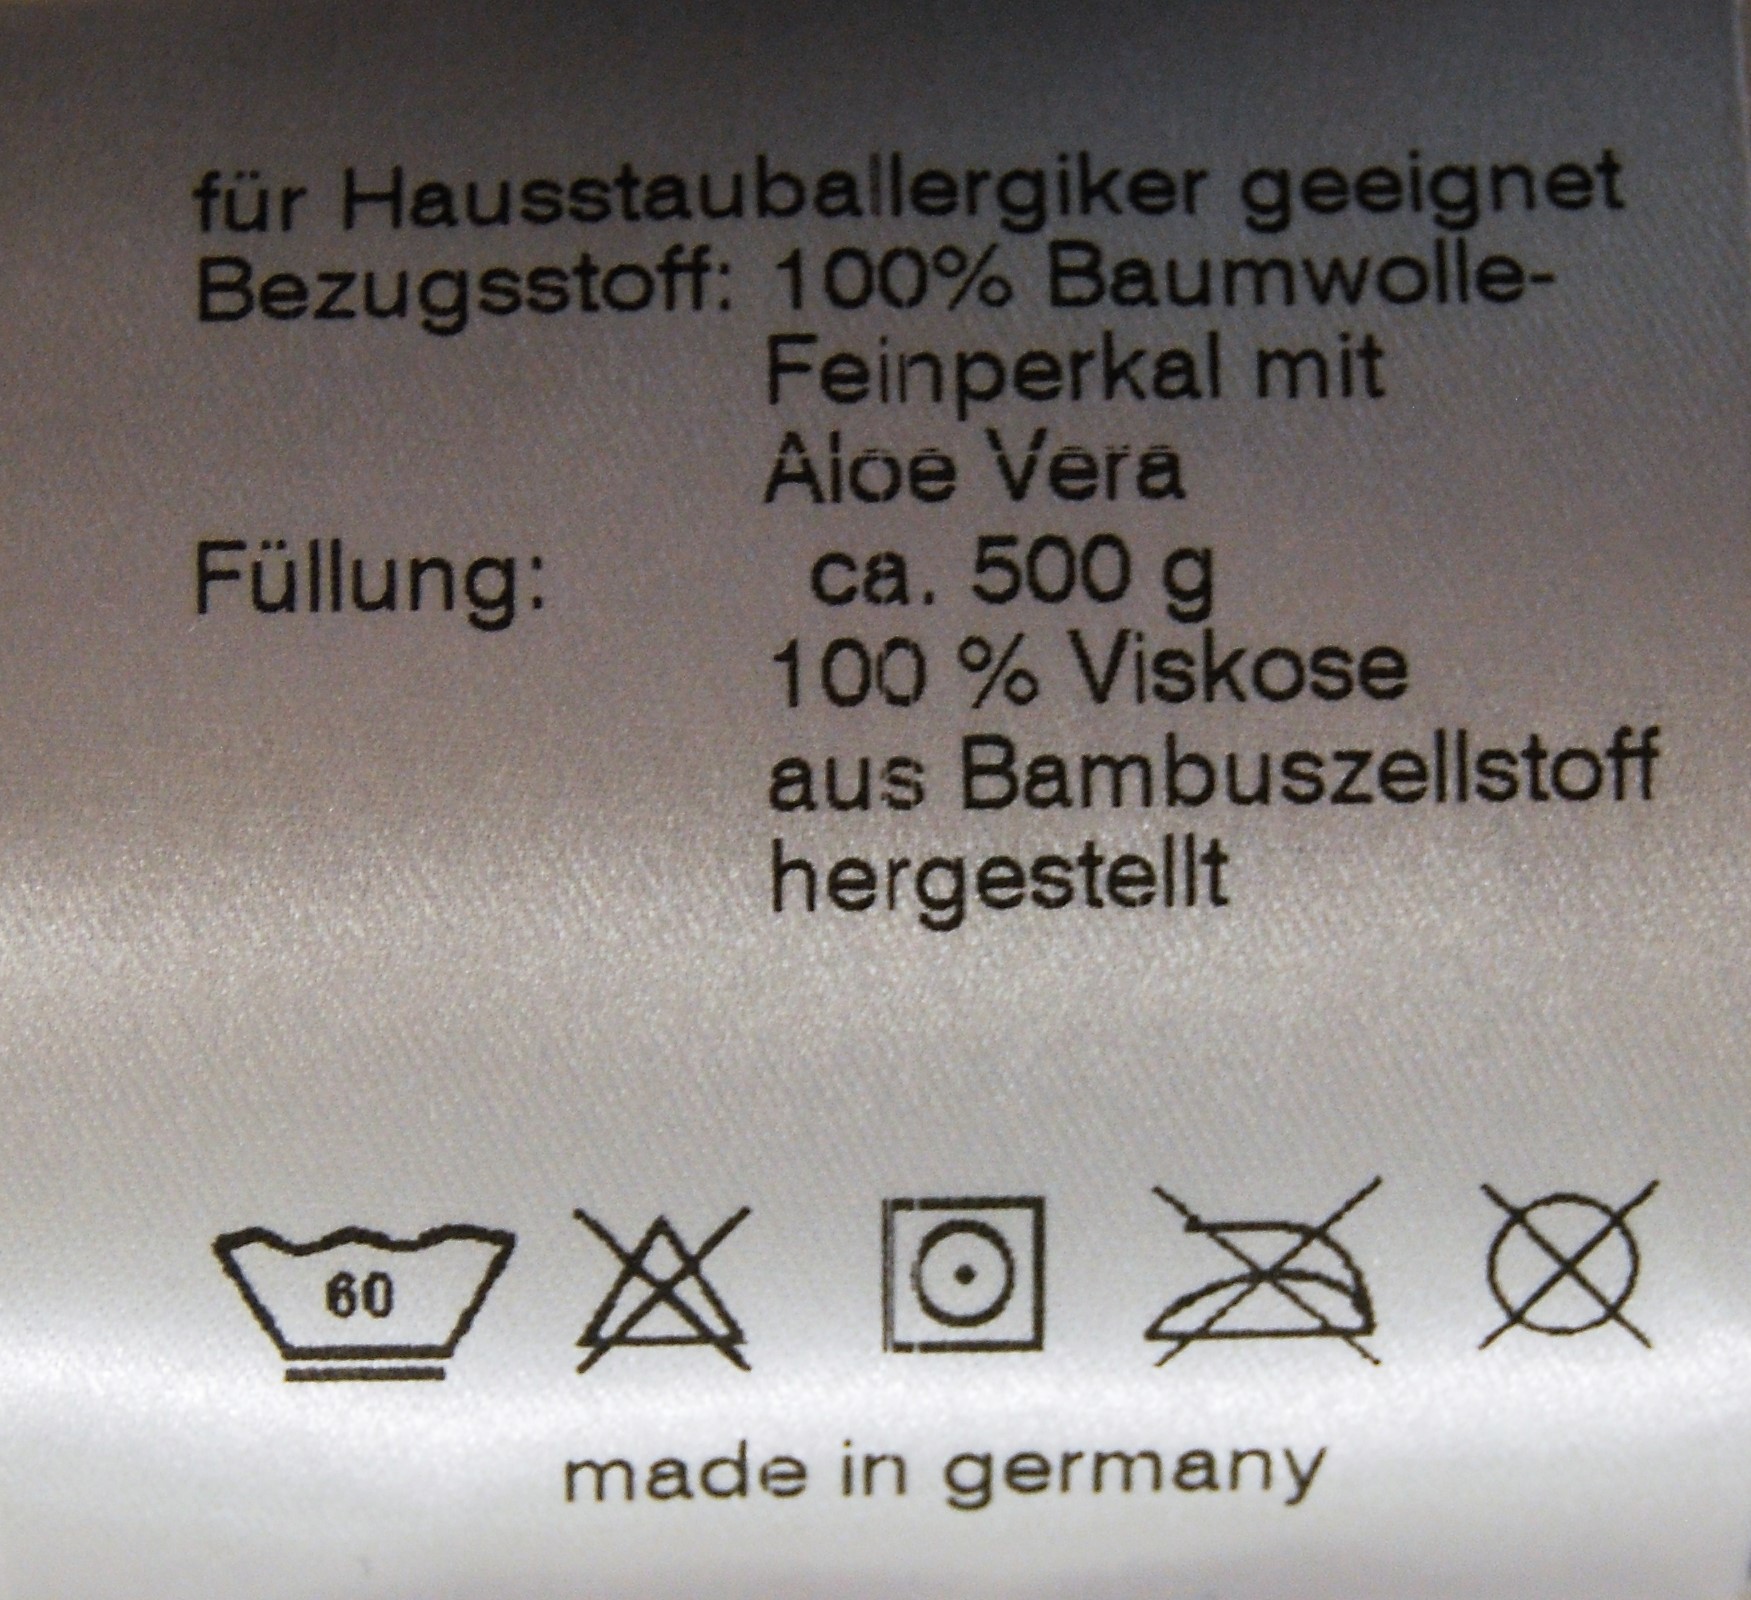 für Hausstauballergiker geeignet
Bezugsstoff: 100% Baumwolle-
Feinperkal mit
Aloe Vera
Füllung: ca. 500 g
100 % Viskose
aus Bambuszellstoff
hergestellt
60
made in germany